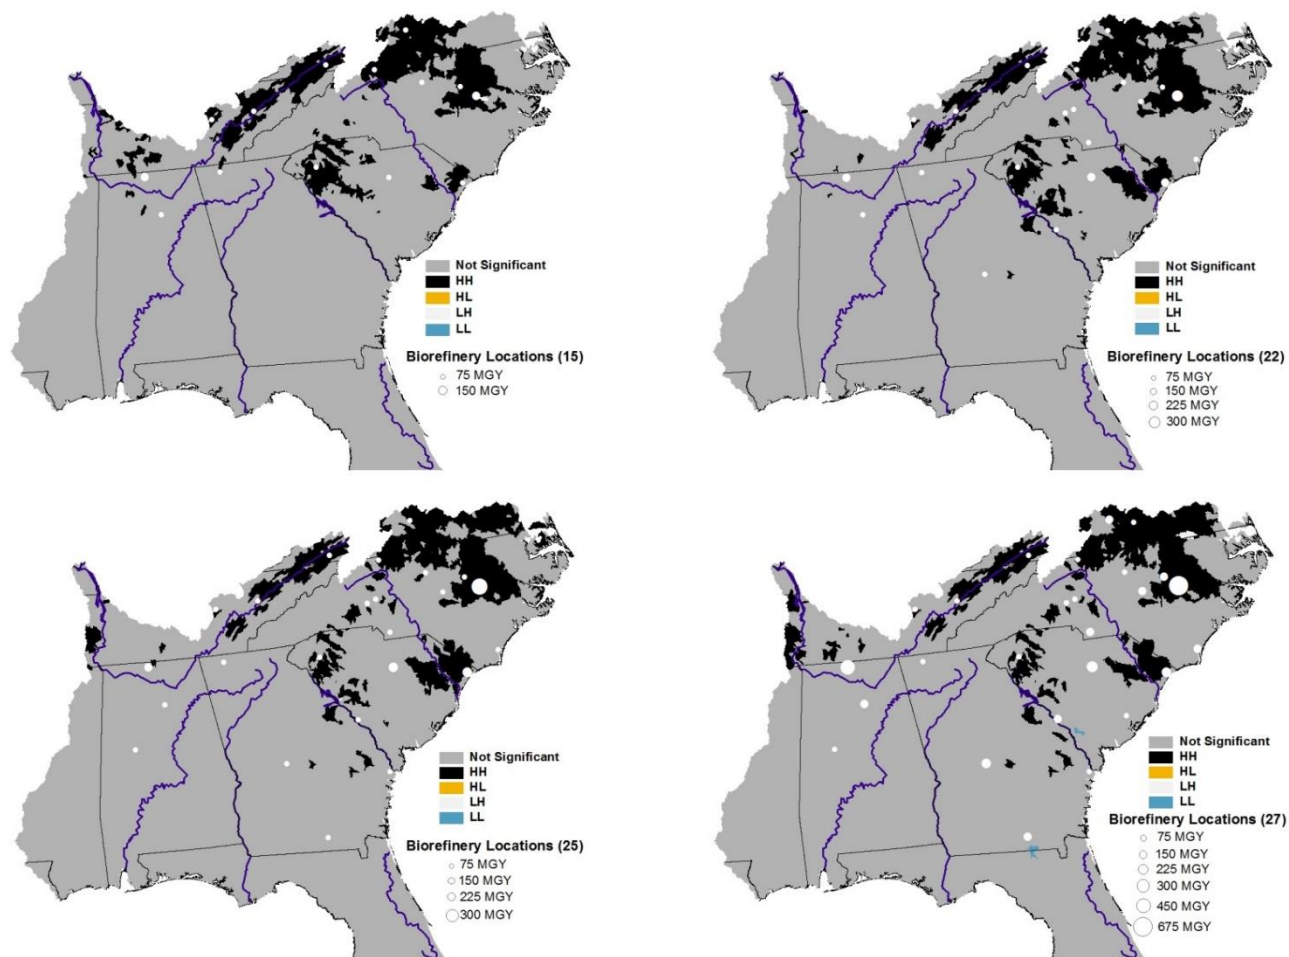 Not Significant
HH
HL
LH
LL
Biorefinery Locations (15)
75 MGY
150 MGY
Not Significant
HH
HL
LH
LL
Biorefinery Locations (22)
75 MGY
150 MGY
225 MGY
300 MGY
Not Significant
HH
HL
LH
LL
Biorefinery Locations (25)
75 MGY
150 MGY
225 MGY
300 MGY
Not Significant
HH
HL
LH
LL
Biorefinery Locations (27)
75 MGY
150 MGY
225 MGY
300 MGY
450 MGY
675 MGY